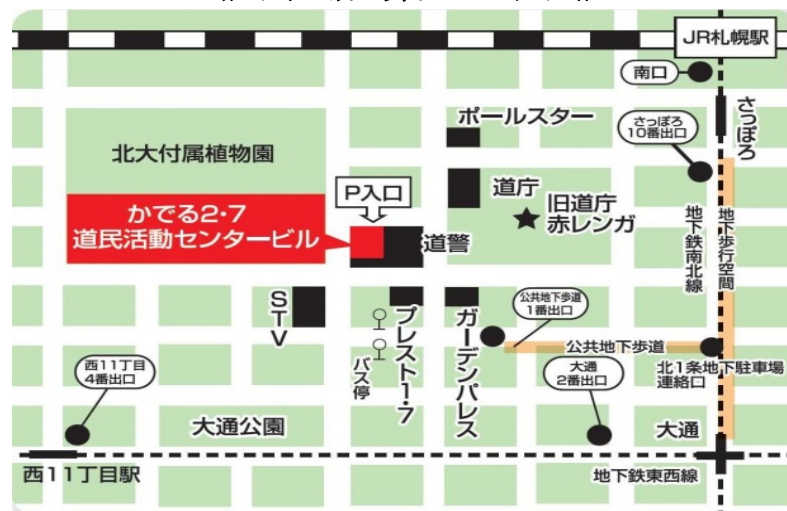 JR札幌駅
南口
さっぽろ
さっぽろ
10番出口
ポールスター
北大付属植物園
P入口
道庁
旧道庁
赤レンガ
かでる2・7
道民活動センタービル
道警
地下鉄南北線
地下歩行空間
STV
プレスト1・7
ガーデンパレス
バス停
公共地下歩道
1番出口
公共地下歩道
北1条地下駐車場
連絡口
西11丁目
4番出口
大通
2番出口
大通公園
大通
西11丁目駅
地下鉄東西線